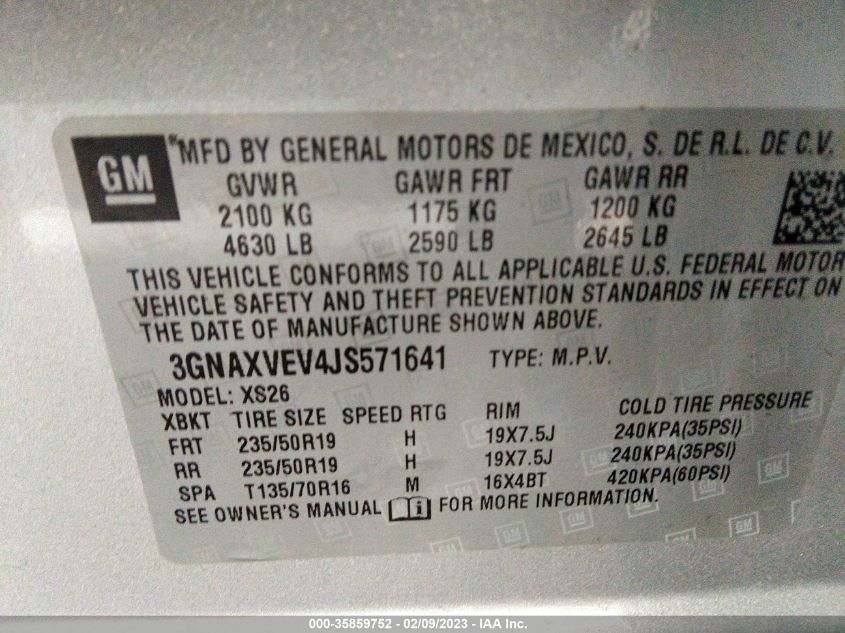 GM
*MFD BY GENERAL MOTORS DE MEXICO, S. DE R.L. DE C.V.
GVWR GAWR FRT GAWR RR
2100 KG 1175 KG 1200 KG
4630 LB 2590 LB 2645 LB
THIS VEHICLE CONFORMS TO ALL APPLICABLE U.S. FEDERAL MOTOR
VEHICLE SAFETY AND THEFT PREVENTION STANDARDS IN EFFECT ON
THE DATE OF MANUFACTURE SHOWN ABOVE.
3GNAXVEV4JS571641 TYPE: M.P.V.
MODEL: XS26
XBKT TIRE SIZE SPEED RTG RIM COLD TIRE PRESSURE
FRT 235/50R19 H 19X7.5J 240KPA(35PSI)
RR 235/50R19 H 19X7.5J 240KPA(35PSI)
SPA T135/70R16 M 16X4BT 420KPA(60PSI)
SEE OWNER'S MANUAL FOR MORE INFORMATION.
000-35859752 - 02/09/2023 - IAA Inc.